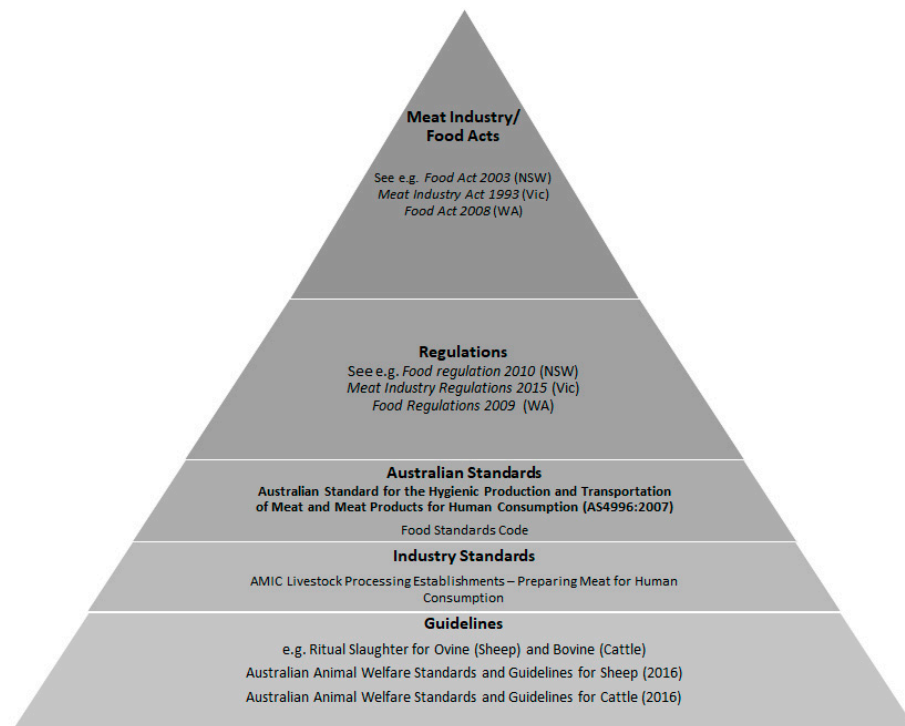 Meat Industry/
Food Acts
See e.g. Food Act 2003 (NSW)
Meat Industry Act 1993 (Vic)
Food Act 2008 (WA)
Regulations
See e.g. Food regulation 2010 (NSW)
Meat Industry Regulations 2015 (Vic)
Food Regulations 2009 (WA)
Australian Standards
Australian Standard for the Hygienic Production and Transportation
of Meat and Meat Products for Human Consumption (AS4996:2007)
Food Standards Code
Industry Standards
AMIC Livestock Processing Establishments – Preparing Meat for Human
Consumption
Guidelines
e.g. Ritual Slaughter for Ovine (Sheep) and Bovine (Cattle)
Australian Animal Welfare Standards and Guidelines for Sheep (2016)
Australian Animal Welfare Standards and Guidelines for Cattle (2016)